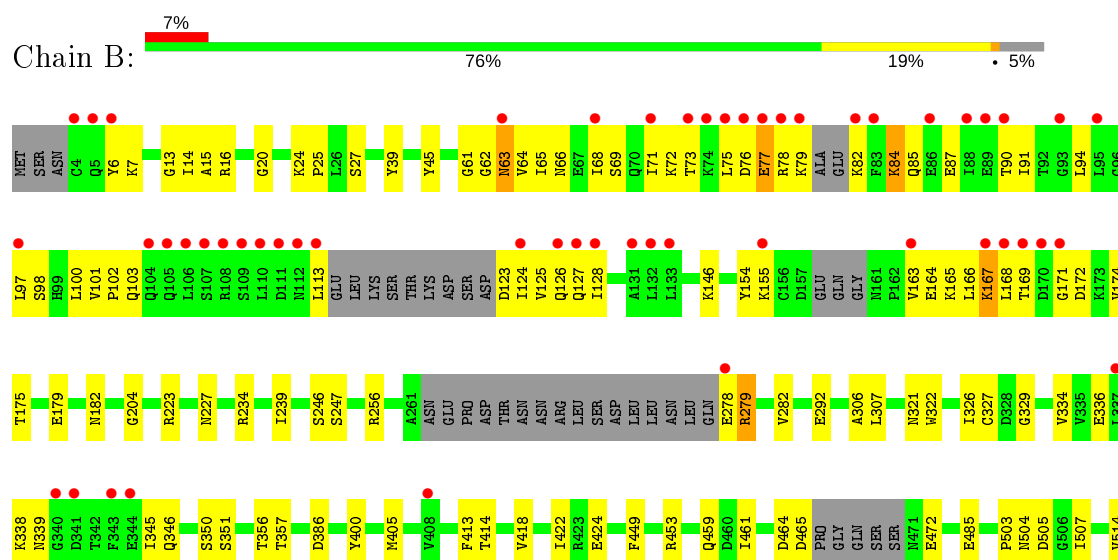 7%
Chain B:
76% 19% • 5%
MET SER ASN C4 Q5 Y6 K7 G13 I14 A15 R16 G20 K24 P25 L26 S27 Y39 Y45 G61 G62 N63 V64 I65 N66 E67 I68 S69 Q70 I71 K72 T73 K74 L75 D76 E77 R78 K79 ALA GLU K82 F83 K84 Q85 E86 E87 I88 E89 T90 I91 T92 G93 L94 L95 G96
L97 S98 H99 L100 V101 P102 Q103 Q104 Q105 L106 S107 R108 S109 L110 D111 N112 L113 GLU LEU LYS SER THR LYS ASP SER ASP D123 I124 V125 Q126 Q127 I128 A131 L132 L133 K146 Y154 K155 C156 D157 GLU GLN GLY N161 P162 V163 E164 K165 L166 K167 L168 T169 D170 G171 D172 K173 V174
T175 E179 N182 G204 R223 N227 R234 I239 S246 S247 R256 A261 ASN GLU PRO ASP THR ASN ASN ARG LEU SER ASP LEU LEU ASN LEU GLN E278 R279 V282 E292 A306 L307 N321 W322 I326 C327 D328 G329 V334 V335 E336 L337
K338 N339 G340 D341 T342 F343 E344 I345 Q346 S350 S351 T356 T357 D386 Y400 M405 V408 F413 T414 V418 I422 R423 E424 F449 R453 Q459 D460 I461 D464 D465 PRO GLY GLN SER SER N471 E472 E485 P503 N504 D505 G506 I507